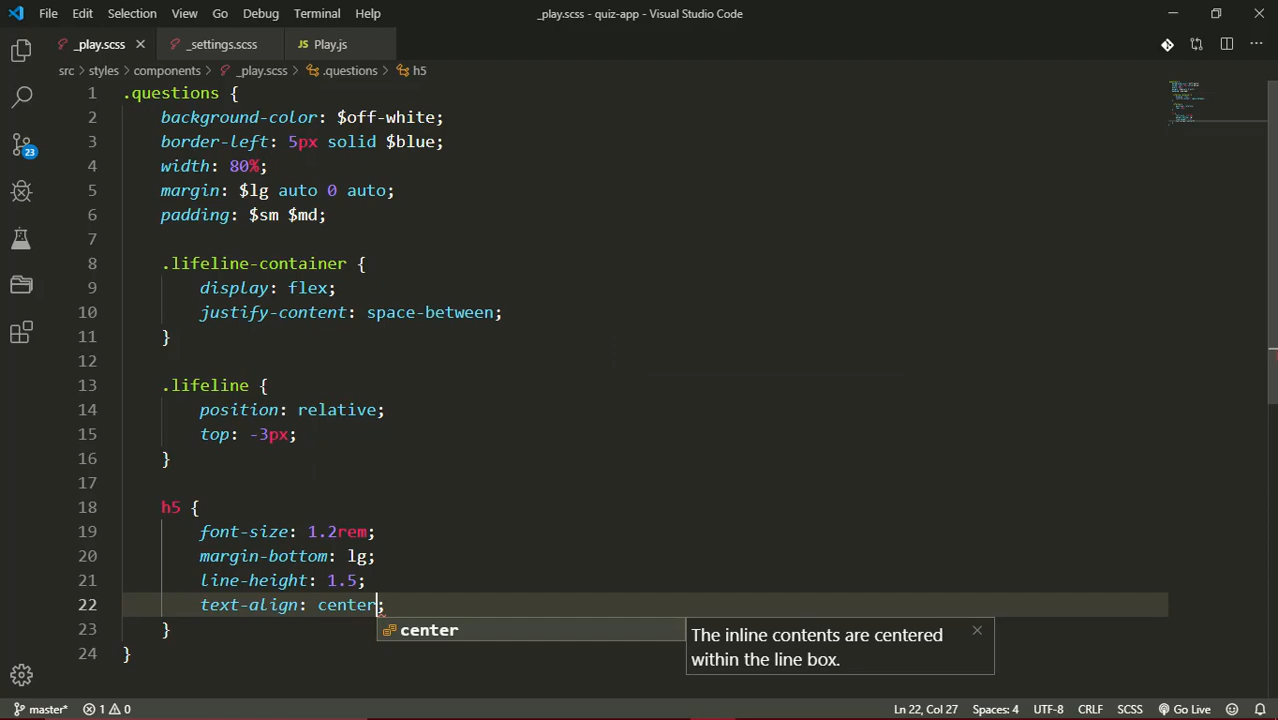 File Edit Selection View Go Debug Terminal Help _play.scss - quiz-app - Visual Studio Code
_play.scss _settings.scss JS Play.js
src > styles > components > _play.scss > .questions > h5
1 .questions {
2 background-color: $off-white;
3 border-left: 5px solid $blue;
4 width: 80%;
5 margin: $lg auto 0 auto;
6 padding: $sm $md;
7
8 .lifeline-container {
9 display: flex;
10 justify-content: space-between;
11 }
12
13 .lifeline {
14 position: relative;
15 top: -3px;
16 }
17
18 h5 {
19 font-size: 1.2rem;
20 margin-bottom: lg;
21 line-height: 1.5;
22 text-align: center;
23 }
24 }
center
The inline contents are centered
within the line box.
23
master* 1 0 Ln 22, Col 27 Spaces: 4 UTF-8 CRLF SCSS Go Live